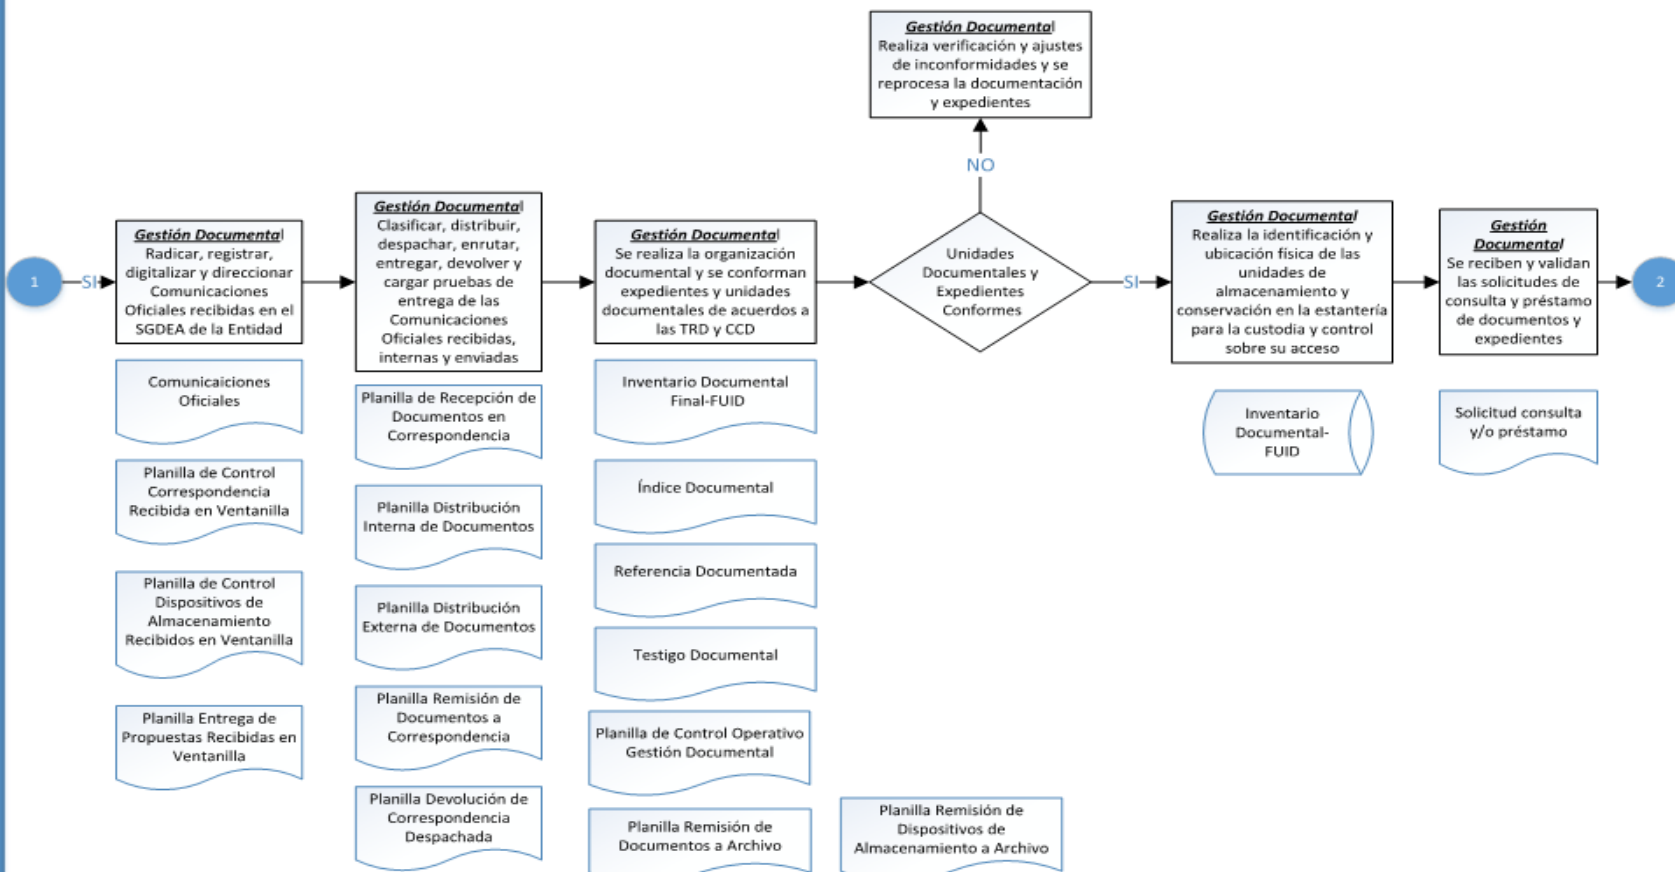 Gestión Documental
Realiza verificación y ajustes
de inconformidades y se
reprocesa la documentación
y expedientes
NO
1
SI
Gestión Documental
Radicar, registrar,
digitalizar y direccionar
Comunicaciones
Oficiales recibidas en el
SGDEA de la Entidad
Gestión Documental
Clasificar, distribuir,
despachar, enrutar,
entregar, devolver y
cargar pruebas de
entrega de las
Comunicaciones
Oficiales recibidas,
internas y enviadas
Gestión Documental
Se realiza la organización
documental y se conforman
expedientes y unidades
documentales de acuerdos a
las TRD y CCD
Unidades
Documentales y
Expedientes
Conformes
SI
Gestión Documental
Realiza la identificación y
ubicación física de las
unidades de
almacenamiento y
conservación en la estantería
para la custodia y control
sobre su acceso
Gestión
Documental
Se reciben y validan
las solicitudes de
consulta y préstamo
de documentos y
expedientes
2
Comunicaiciones
Oficiales
Planilla de Control
Correspondencia
Recibida en Ventanilla
Planilla de Control
Dispositivos de
Almacenamiento
Recibidos en Ventanilla
Planilla Entrega de
Propuestas Recibidas en
Ventanilla
Planilla de Recepción de
Documentos en
Correspondencia
Planilla Distribución
Interna de Documentos
Planilla Distribución
Externa de Documentos
Planilla Remisión de
Documentos a
Correspondencia
Planilla Devolución de
Correspondencia
Despachada
Inventario Documental
Final-FUID
Índice Documental
Referencia Documentada
Testigo Documental
Planilla de Control Operativo
Gestión Documental
Planilla Remisión de
Documentos a Archivo
Planilla Remisión de
Dispositivos de
Almacenamiento a Archivo
Inventario
Documental-
FUID
Solicitud consulta
y/o préstamo